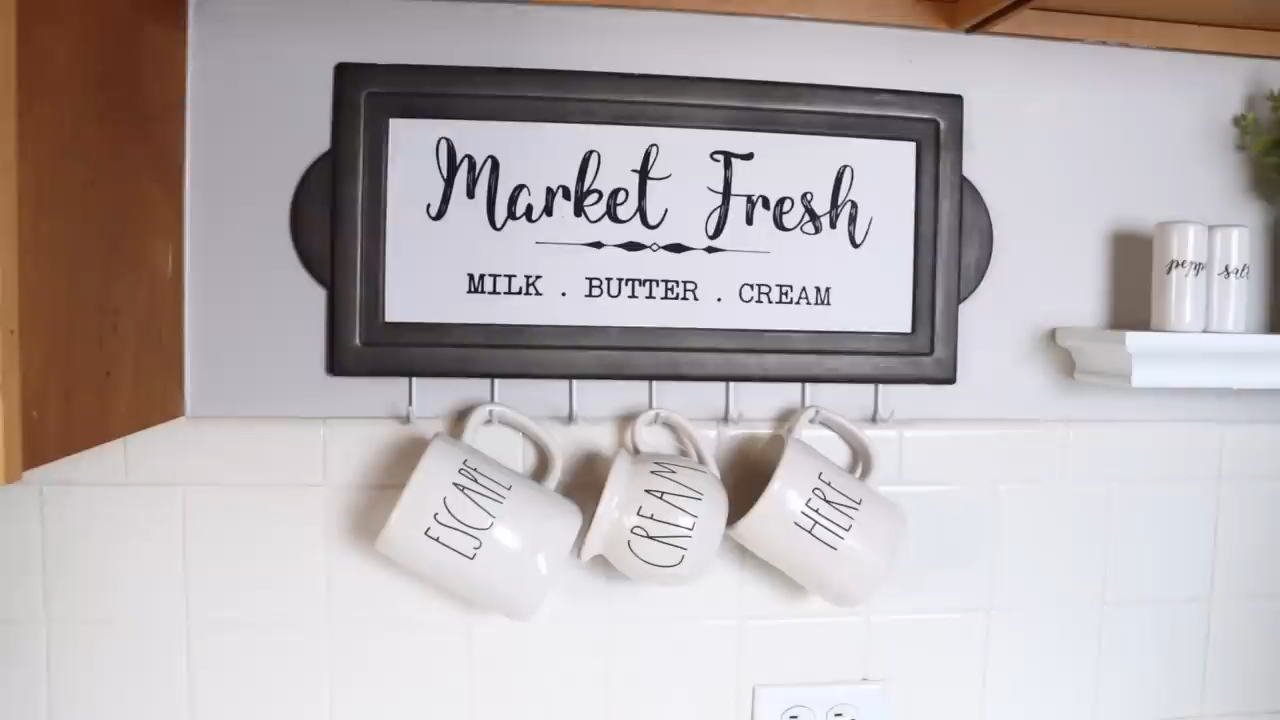 Market Fresh
MILK . BUTTER . CREAM
ESCAPE
CREAM
HERE
salt